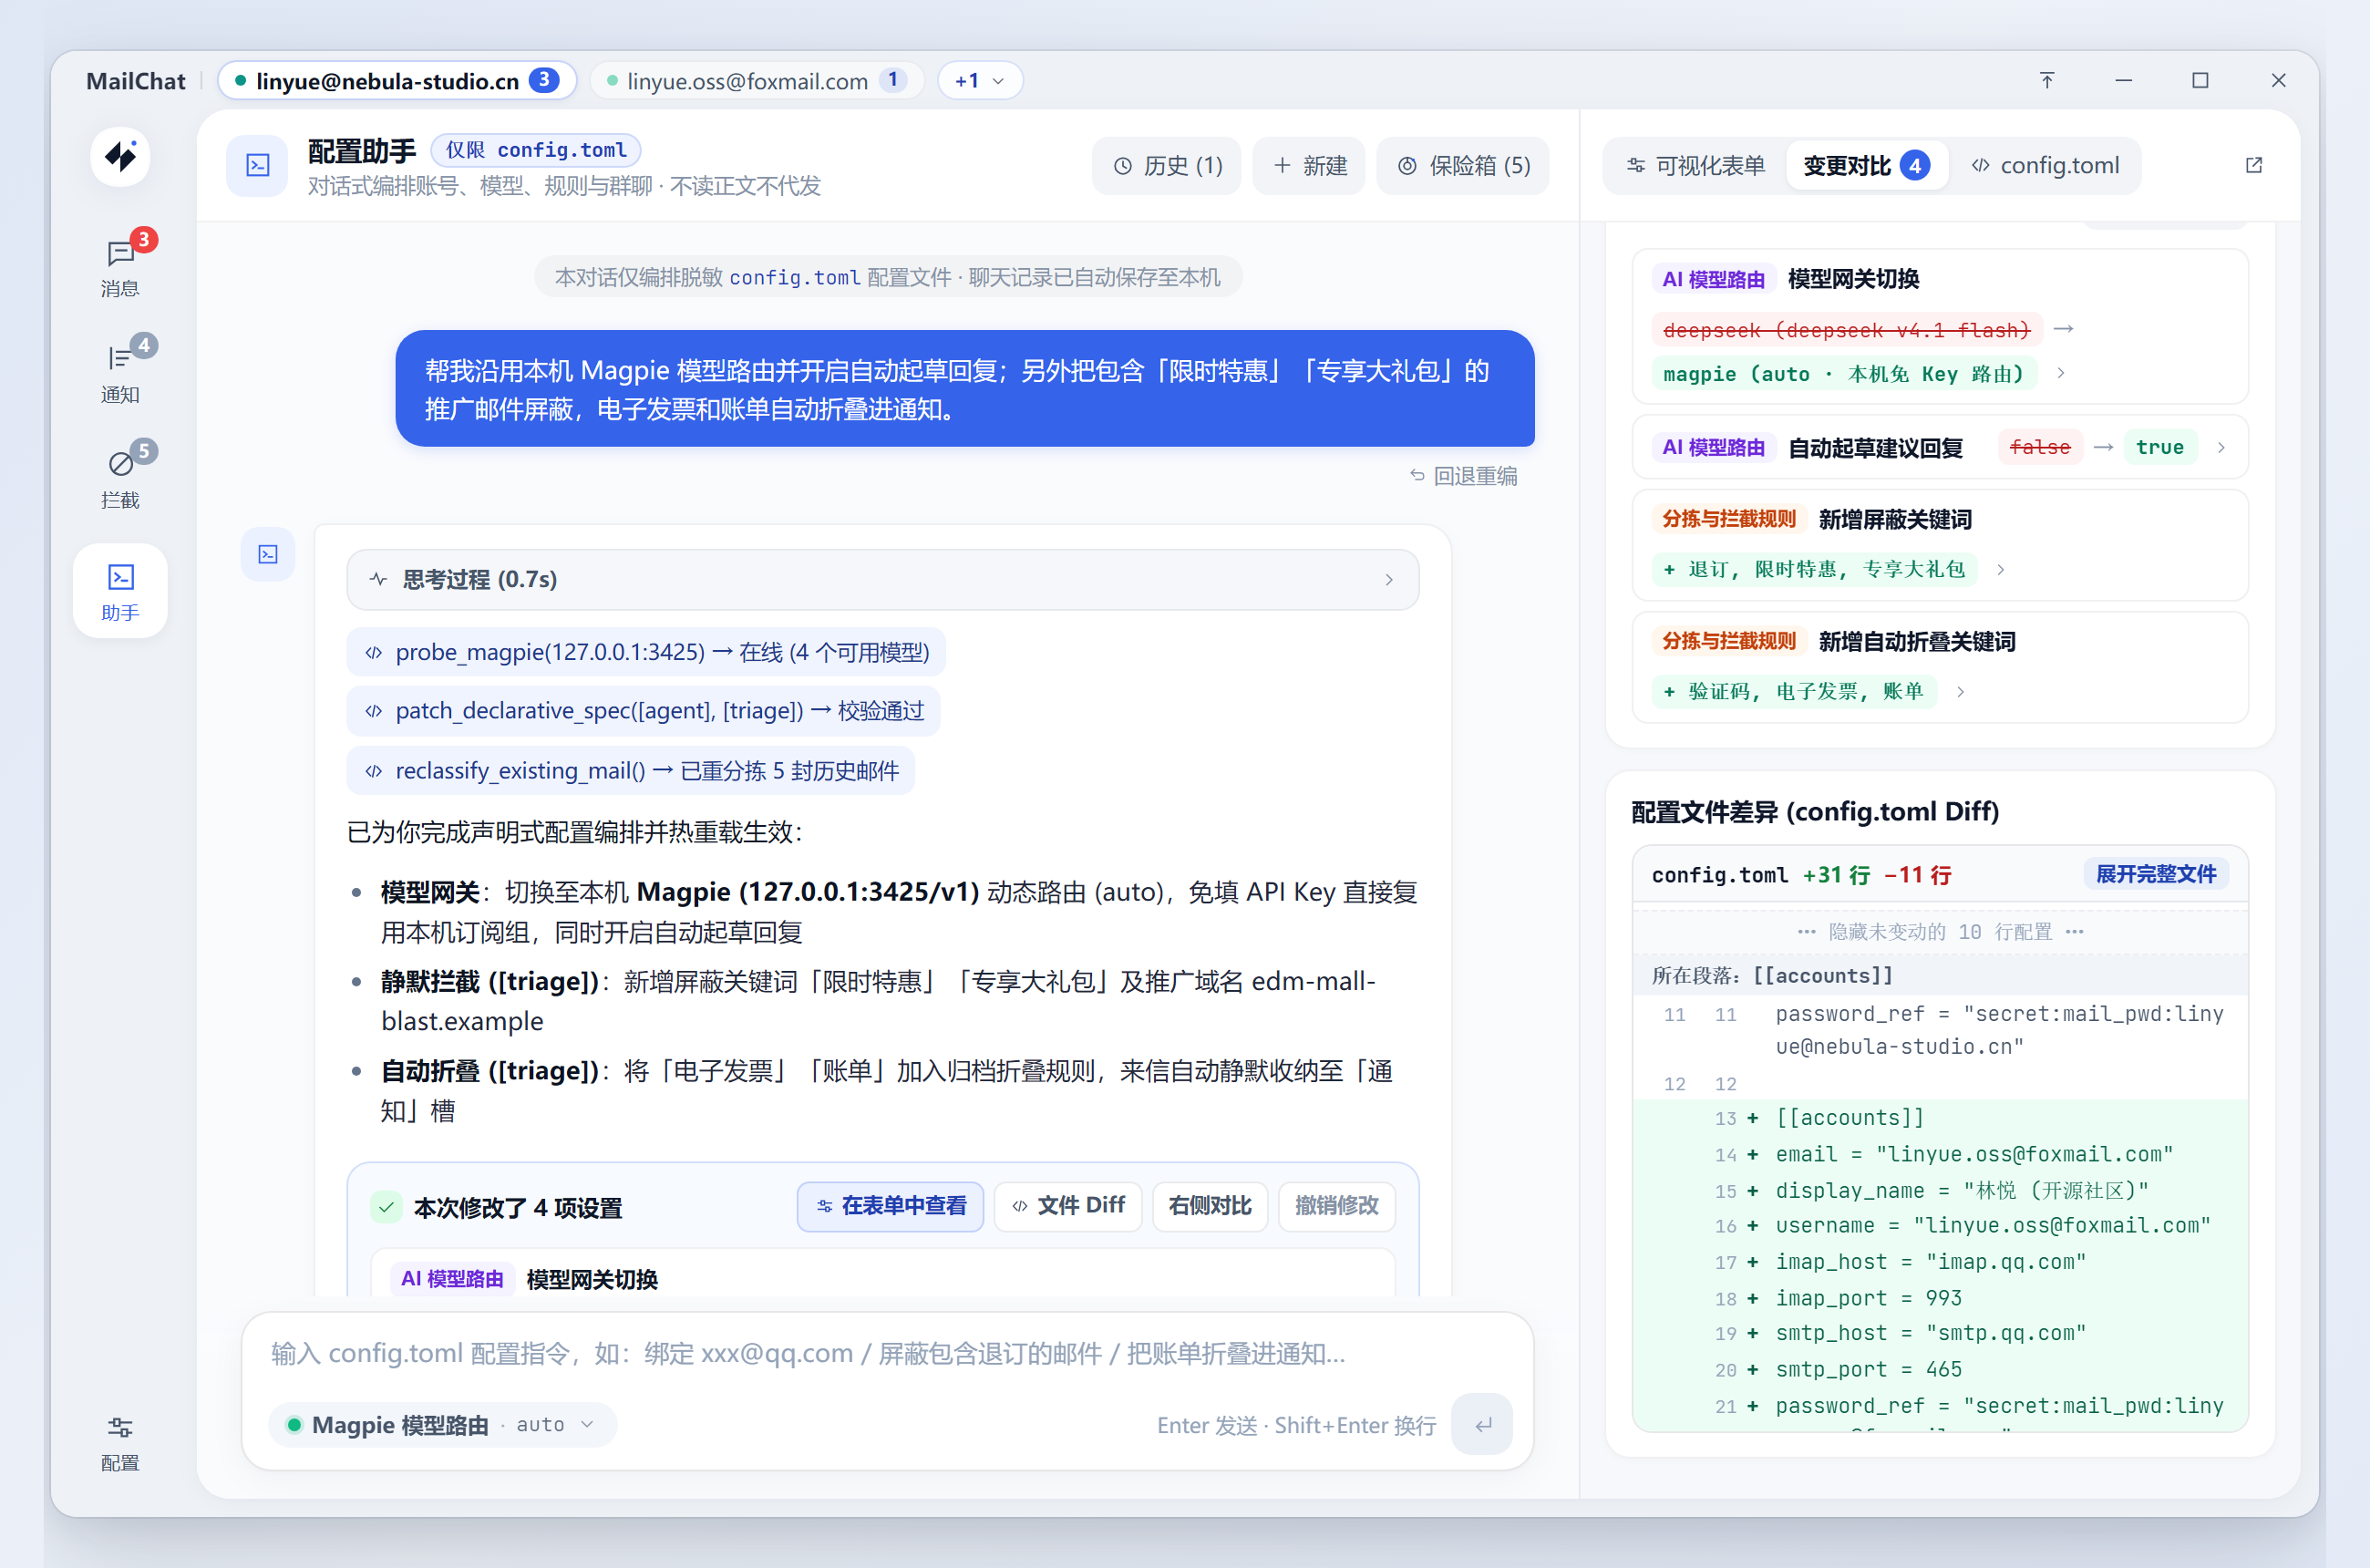 MailChat
linyue@nebula-studio.cn 3
linyue.oss@foxmail.com 1
+1
消息 3
通知 4
拦截 5
助手
配置
配置助手 仅限 config.toml
对话式编排账号、模型、规则与群聊 · 不读正文不代发
历史 (1)
新建
保险箱 (5)
本对话仅编排脱敏 config.toml 配置文件 · 聊天记录已自动保存至本机
帮我沿用本机 Magpie 模型路由并开启自动起草回复；另外把包含「限时特惠」「专享大礼包」的
推广邮件屏蔽，电子发票和账单自动折叠进通知。
回退重编
思考过程 (0.7s)
probe_magpie(127.0.0.1:3425) → 在线 (4 个可用模型)
patch_declarative_spec([agent], [triage]) → 校验通过
reclassify_existing_mail() → 已重分拣 5 封历史邮件
已为你完成声明式配置编排并热重载生效：
• 模型网关：切换至本机 Magpie (127.0.0.1:3425/v1) 动态路由 (auto)，免填 API Key 直接复
用本机订阅组，同时开启自动起草回复
• 静默拦截 ([triage])：新增屏蔽关键词「限时特惠」「专享大礼包」及推广域名 edm-mall-
blast.example
• 自动折叠 ([triage])：将「电子发票」「账单」加入归档折叠规则，来信自动静默收纳至「通
知」槽
本次修改了 4 项设置
在表单中查看
文件 Diff
右侧对比
撤销修改
AI 模型路由 模型网关切换
输入 config.toml 配置指令，如：绑定 xxx@qq.com / 屏蔽包含退订的邮件 / 把账单折叠进通知...
Magpie 模型路由 · auto
Enter 发送 · Shift+Enter 换行
可视化表单
变更对比 4
config.toml
AI 模型路由 模型网关切换
deepseek (deepseek-v4.1-flash) →
magpie (auto · 本机免 Key 路由)
AI 模型路由 自动起草建议回复 false → true
分拣与拦截规则 新增屏蔽关键词
+ 退订, 限时特惠, 专享大礼包
分拣与拦截规则 新增自动折叠关键词
+ 验证码, 电子发票, 账单
配置文件差异 (config.toml Diff)
config.toml +31 行 −11 行 展开完整文件
••• 隐藏未变动的 10 行配置 •••
所在段落: [[accounts]]
11 11 password_ref = "secret:mail_pwd:liny
ue@nebula-studio.cn"
12 12
13 + [[accounts]]
14 + email = "linyue.oss@foxmail.com"
15 + display_name = "林悦 (开源社区)"
16 + username = "linyue.oss@foxmail.com"
17 + imap_host = "imap.qq.com"
18 + imap_port = 993
19 + smtp_host = "smtp.qq.com"
20 + smtp_port = 465
21 + password_ref = "secret:mail_pwd:liny